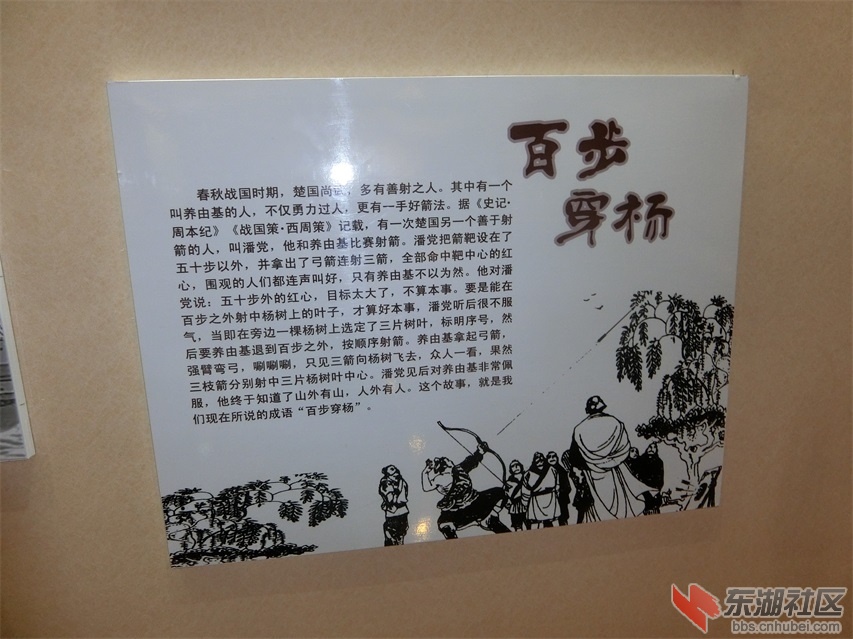 百步
穿杨
春秋战国时期，楚国尚武，多有善射之人。其中有一个
叫养由基的人，不仅勇力过人，更有一手好箭法。据《史记·
周本纪》《战国策·西周策》记载，有一次楚国另一个善于射
箭的人，叫潘党，他和养由基比赛射箭。潘党把箭靶设在了
五十步以外，并拿出了弓箭连射三箭，全部命中靶中心的红
心，围观的人们都连声叫好，只有养由基不以为然。他对潘
党说：五十步外的红心，目标太大了，不算本事。要是能在
百步之外射中杨树上的叶子，才算好本事，潘党听后很不服
气，当即在旁边一棵杨树上选定了三片树叶，标明序号，然
后要养由基退到百步之外，按顺序射箭。养由基拿起弓箭，
强臂弯弓，唰唰唰，只见三箭向杨树飞去，众人一看，果然
三枝箭分别射中三片杨树叶中心。潘党见后对养由基非常佩
服，他终于知道了山外有山，人外有人。这个故事，就是我
们现在所说的成语“百步穿杨”。
东湖社区
bbs.cnhubei.com